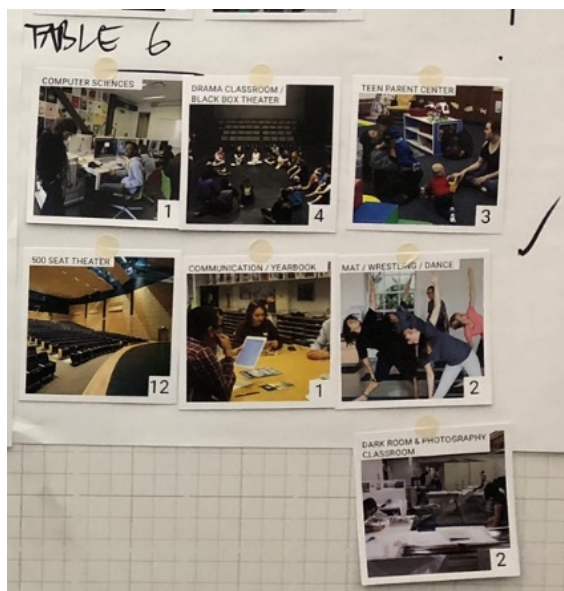 TABLE 6
COMPUTER SCIENCES
1
DRAMA CLASSROOM /
BLACK BOX THEATER
4
TEEN PARENT CENTER
3
500 SEAT THEATER
12
COMMUNICATION / YEARBOOK
1
MAT / WRESTLING / DANCE
2
DARK ROOM & PHOTOGRAPHY
CLASSROOM
2